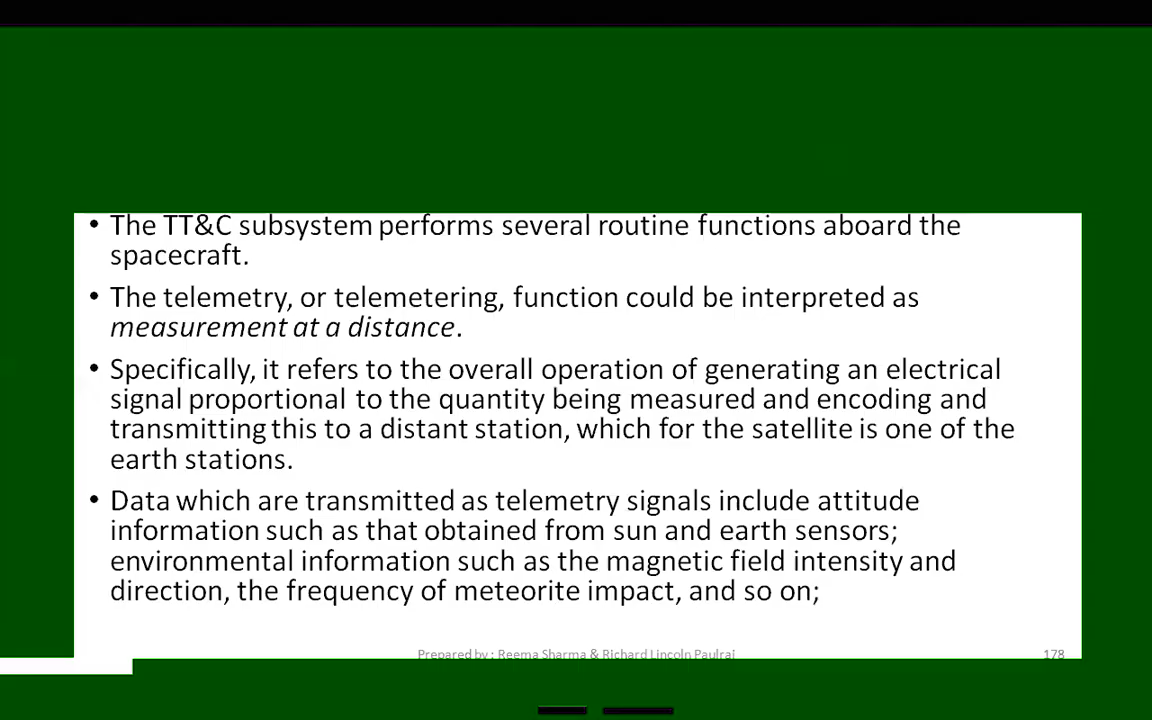 • The TT&C subsystem performs several routine functions aboard the
spacecraft.
• The telemetry, or telemetering, function could be interpreted as
measurement at a distance.
• Specifically, it refers to the overall operation of generating an electrical
signal proportional to the quantity being measured and encoding and
transmitting this to a distant station, which for the satellite is one of the
earth stations.
• Data which are transmitted as telemetry signals include attitude
information such as that obtained from sun and earth sensors;
environmental information such as the magnetic field intensity and
direction, the frequency of meteorite impact, and so on;
Prepared by : Reema Sharma & Richard Lincoln Paulraj
178